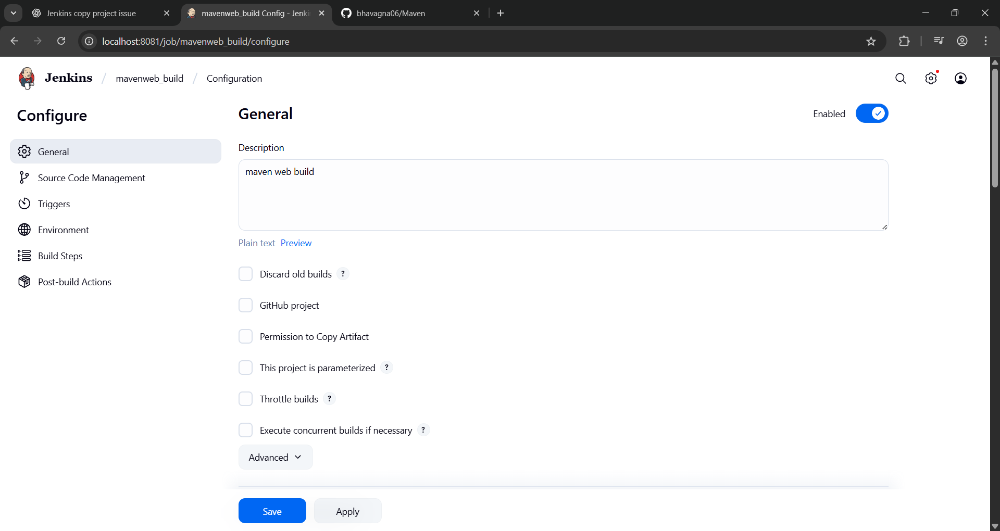 Jenkins copy project issue
mavenweb_build Config - Jenki
bhavagna06/Maven
localhost:8081/job/mavenweb_build/configure
Jenkins / mavenweb_build / Configuration
Configure
General
Source Code Management
Triggers
Environment
Build Steps
Post-build Actions
General
Enabled
Description
maven web build
Plain text Preview
Discard old builds ?
GitHub project
Permission to Copy Artifact
This project is parameterized ?
Throttle builds ?
Execute concurrent builds if necessary ?
Advanced
Save
Apply